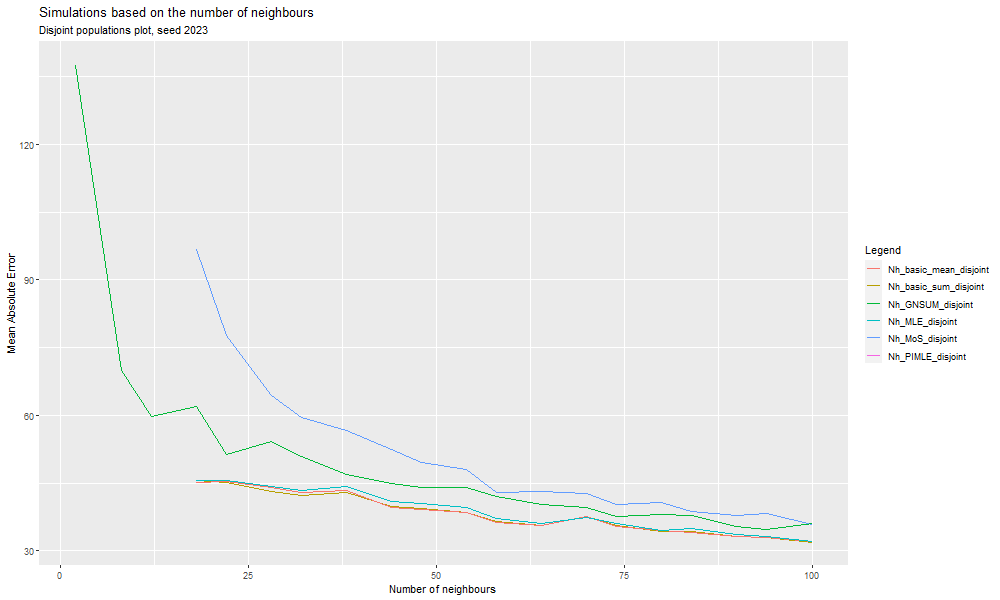 Simulations based on the number of neighbours
Disjoint populations plot, seed 2023
120
90
60
30
Mean Absolute Error
0
25
50
75
100
Number of neighbours
Legend
Nh_basic_mean_disjoint
Nh_basic_sum_disjoint
Nh_GNSUM_disjoint
Nh_MLE_disjoint
Nh_MoS_disjoint
Nh_PIMLE_disjoint